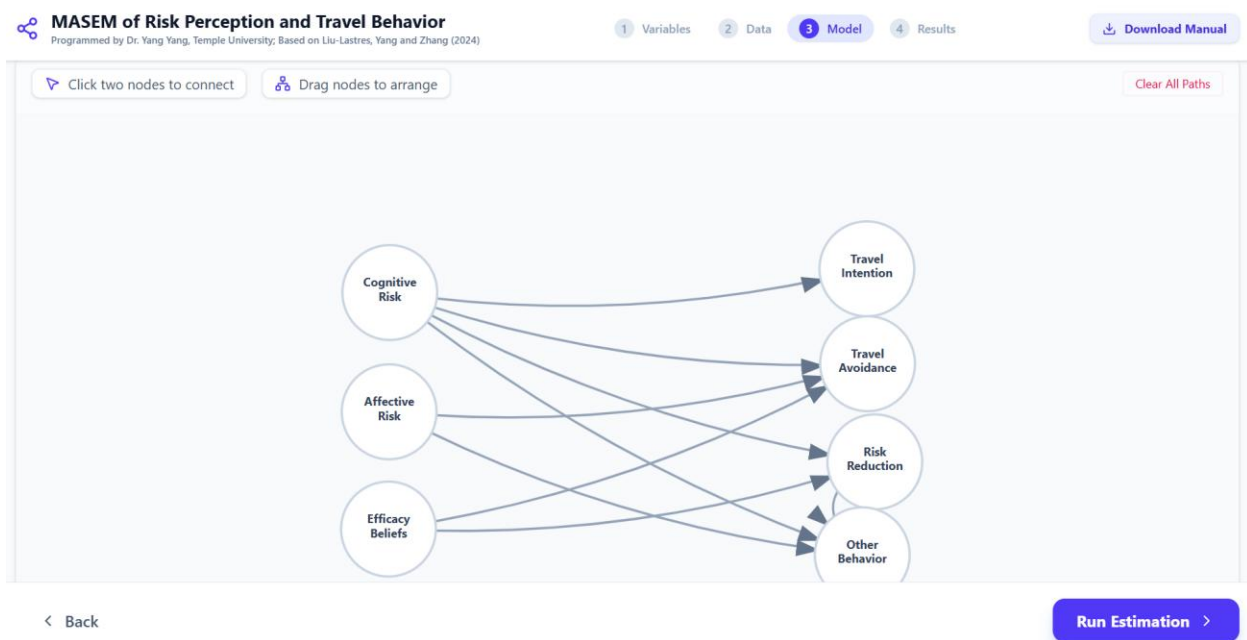 MASEM of Risk Perception and Travel Behavior
Programmed by Dr. Yang Yang, Temple University; Based on Liu-Lastres, Yang and Zhang (2024)
1 Variables
2 Data
3 Model
4 Results
Download Manual
Click two nodes to connect
Drag nodes to arrange
Clear All Paths
Cognitive
Risk
Affective
Risk
Efficacy
Beliefs
Travel
Intention
Travel
Avoidance
Risk
Reduction
Other
Behavior
Back
Run Estimation